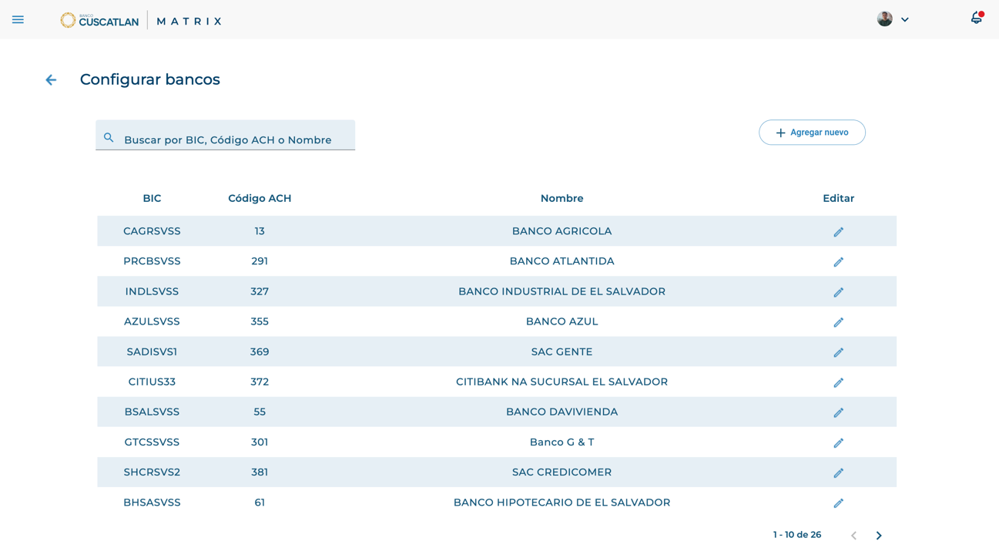 BANCO
CUSCATLAN
MATRIX
Configurar bancos
Buscar por BIC, Código ACH o Nombre
+ Agregar nuevo
BIC Código ACH Nombre Editar
CAGRSVSS 13 BANCO AGRICOLA
PRCBSVSS 291 BANCO ATLANTIDA
INDLSVSS 327 BANCO INDUSTRIAL DE EL SALVADOR
AZULSVSS 355 BANCO AZUL
SADISVS1 369 SAC GENTE
CITIUS33 372 CITIBANK NA SUCURSAL EL SALVADOR
BSALSVSS 55 BANCO DAVIVIENDA
GTCSSVSS 301 Banco G & T
SHCRSVS2 381 SAC CREDICOMER
BHSASVSS 61 BANCO HIPOTECARIO DE EL SALVADOR
1 - 10 de 26